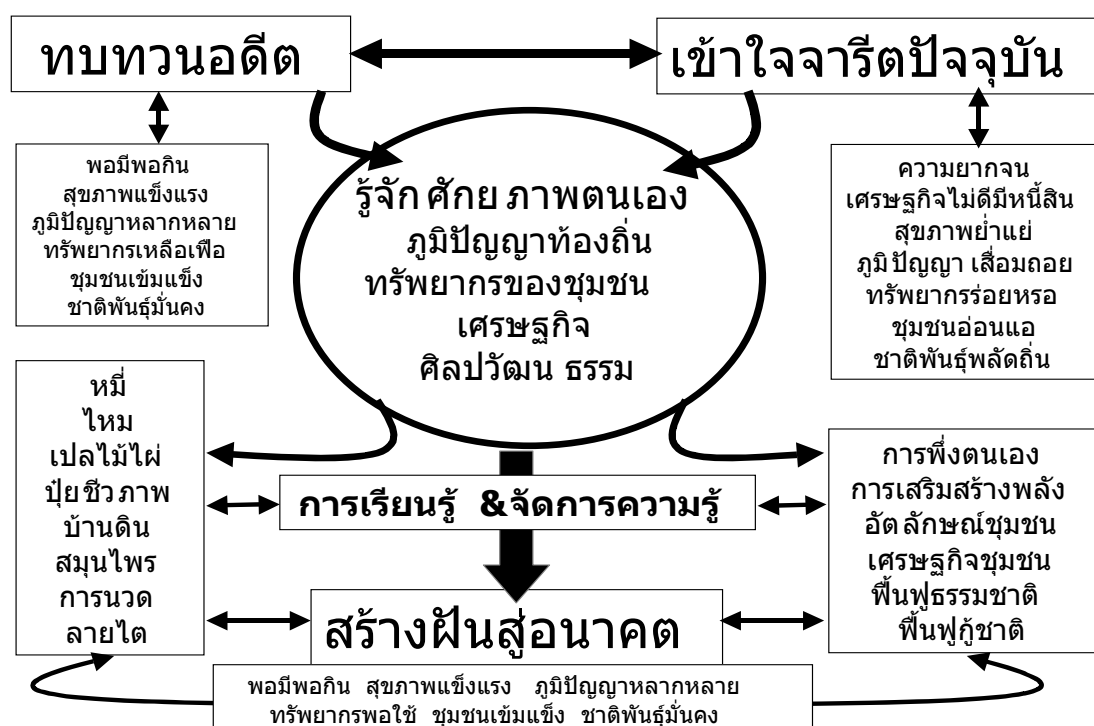 ทบทวนอดีต
เข้าใจจารีตปัจจุบัน
พอมีพอกิน
สุขภาพแข็งแรง
ภูมิปัญญาหลากหลาย
ทรัพยากรเหลือเฟือ
ชุมชนเข้มแข็ง
ชาติพันธุ์มั่นคง
รู้จัก ศักย ภาพตนเอง
ภูมิปัญญาท้องถิ่น
ทรัพยากรของชุมชน
เศรษฐกิจ
ศิลปวัฒน ธรรม
ความยากจน
เศรษฐกิจไม่ดีมีหนี้สิน
สุขภาพย่ำแย่
ภูมิปัญญา เสื่อมถอย
ทรัพยากรร่อยหรอ
ชุมชนอ่อนแอ
ชาติพันธุ์พลัดถิ่น
หมี่
ไหม
เปลไม้ไผ่
ปุ๋ยชีวภาพ
บ้านดิน
สมุนไพร
การนวด
ลายไต
การเรียนรู้ &จัดการความรู้
การพึ่งตนเอง
การเสริมสร้างพลัง
อัตลักษณ์ชุมชน
เศรษฐกิจชุมชน
ฟื้นฟูธรรมชาติ
ฟื้นฟูกู้ชาติ
สร้างฝันสู่อนาคต
พอมีพอกิน สุขภาพแข็งแรง ภูมิปัญญาหลากหลาย
ทรัพยากรพอใช้ ชุมชนเข้มแข็ง ชาติพันธุ์มั่นคง